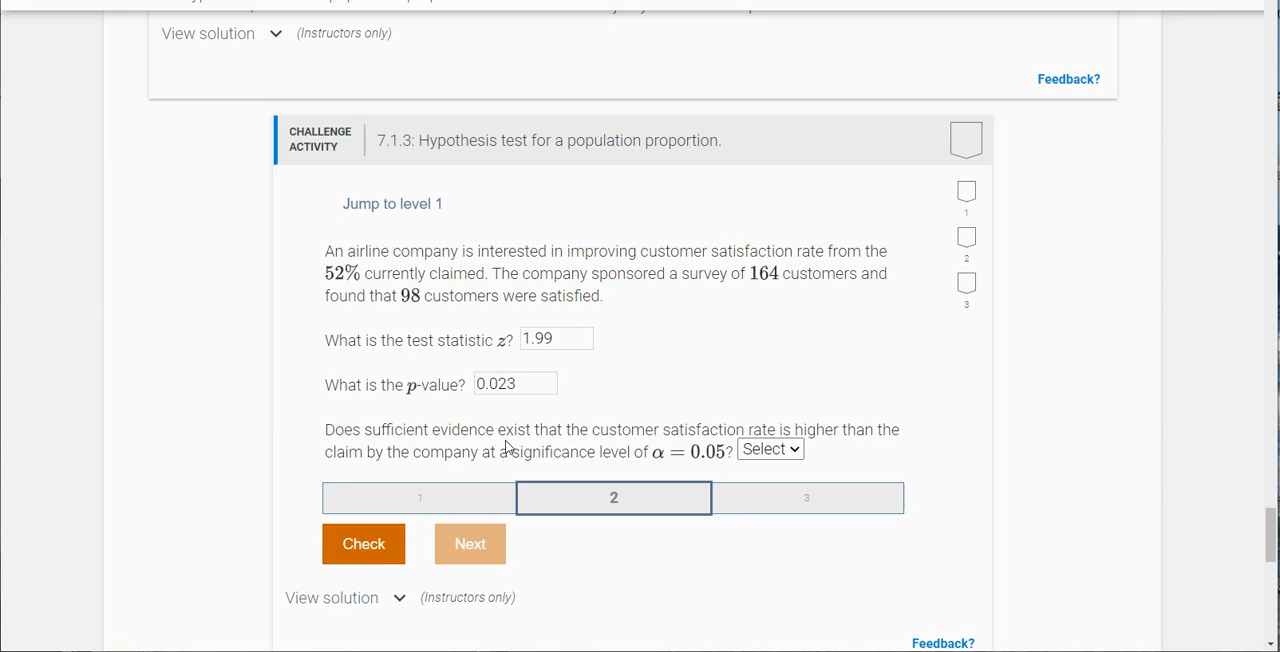 View solution (Instructors only)
Feedback?
CHALLENGE
ACTIVITY
7.1.3: Hypothesis test for a population proportion.
Jump to level 1
1
2
3
An airline company is interested in improving customer satisfaction rate from the
52% currently claimed. The company sponsored a survey of 164 customers and
found that 98 customers were satisfied.
What is the test statistic z? 1.99
What is the p-value? 0.023
Does sufficient evidence exist that the customer satisfaction rate is higher than the
claim by the company at a significance level of α = 0.05? Select
1 2 3
Check Next
View solution (Instructors only)
Feedback?